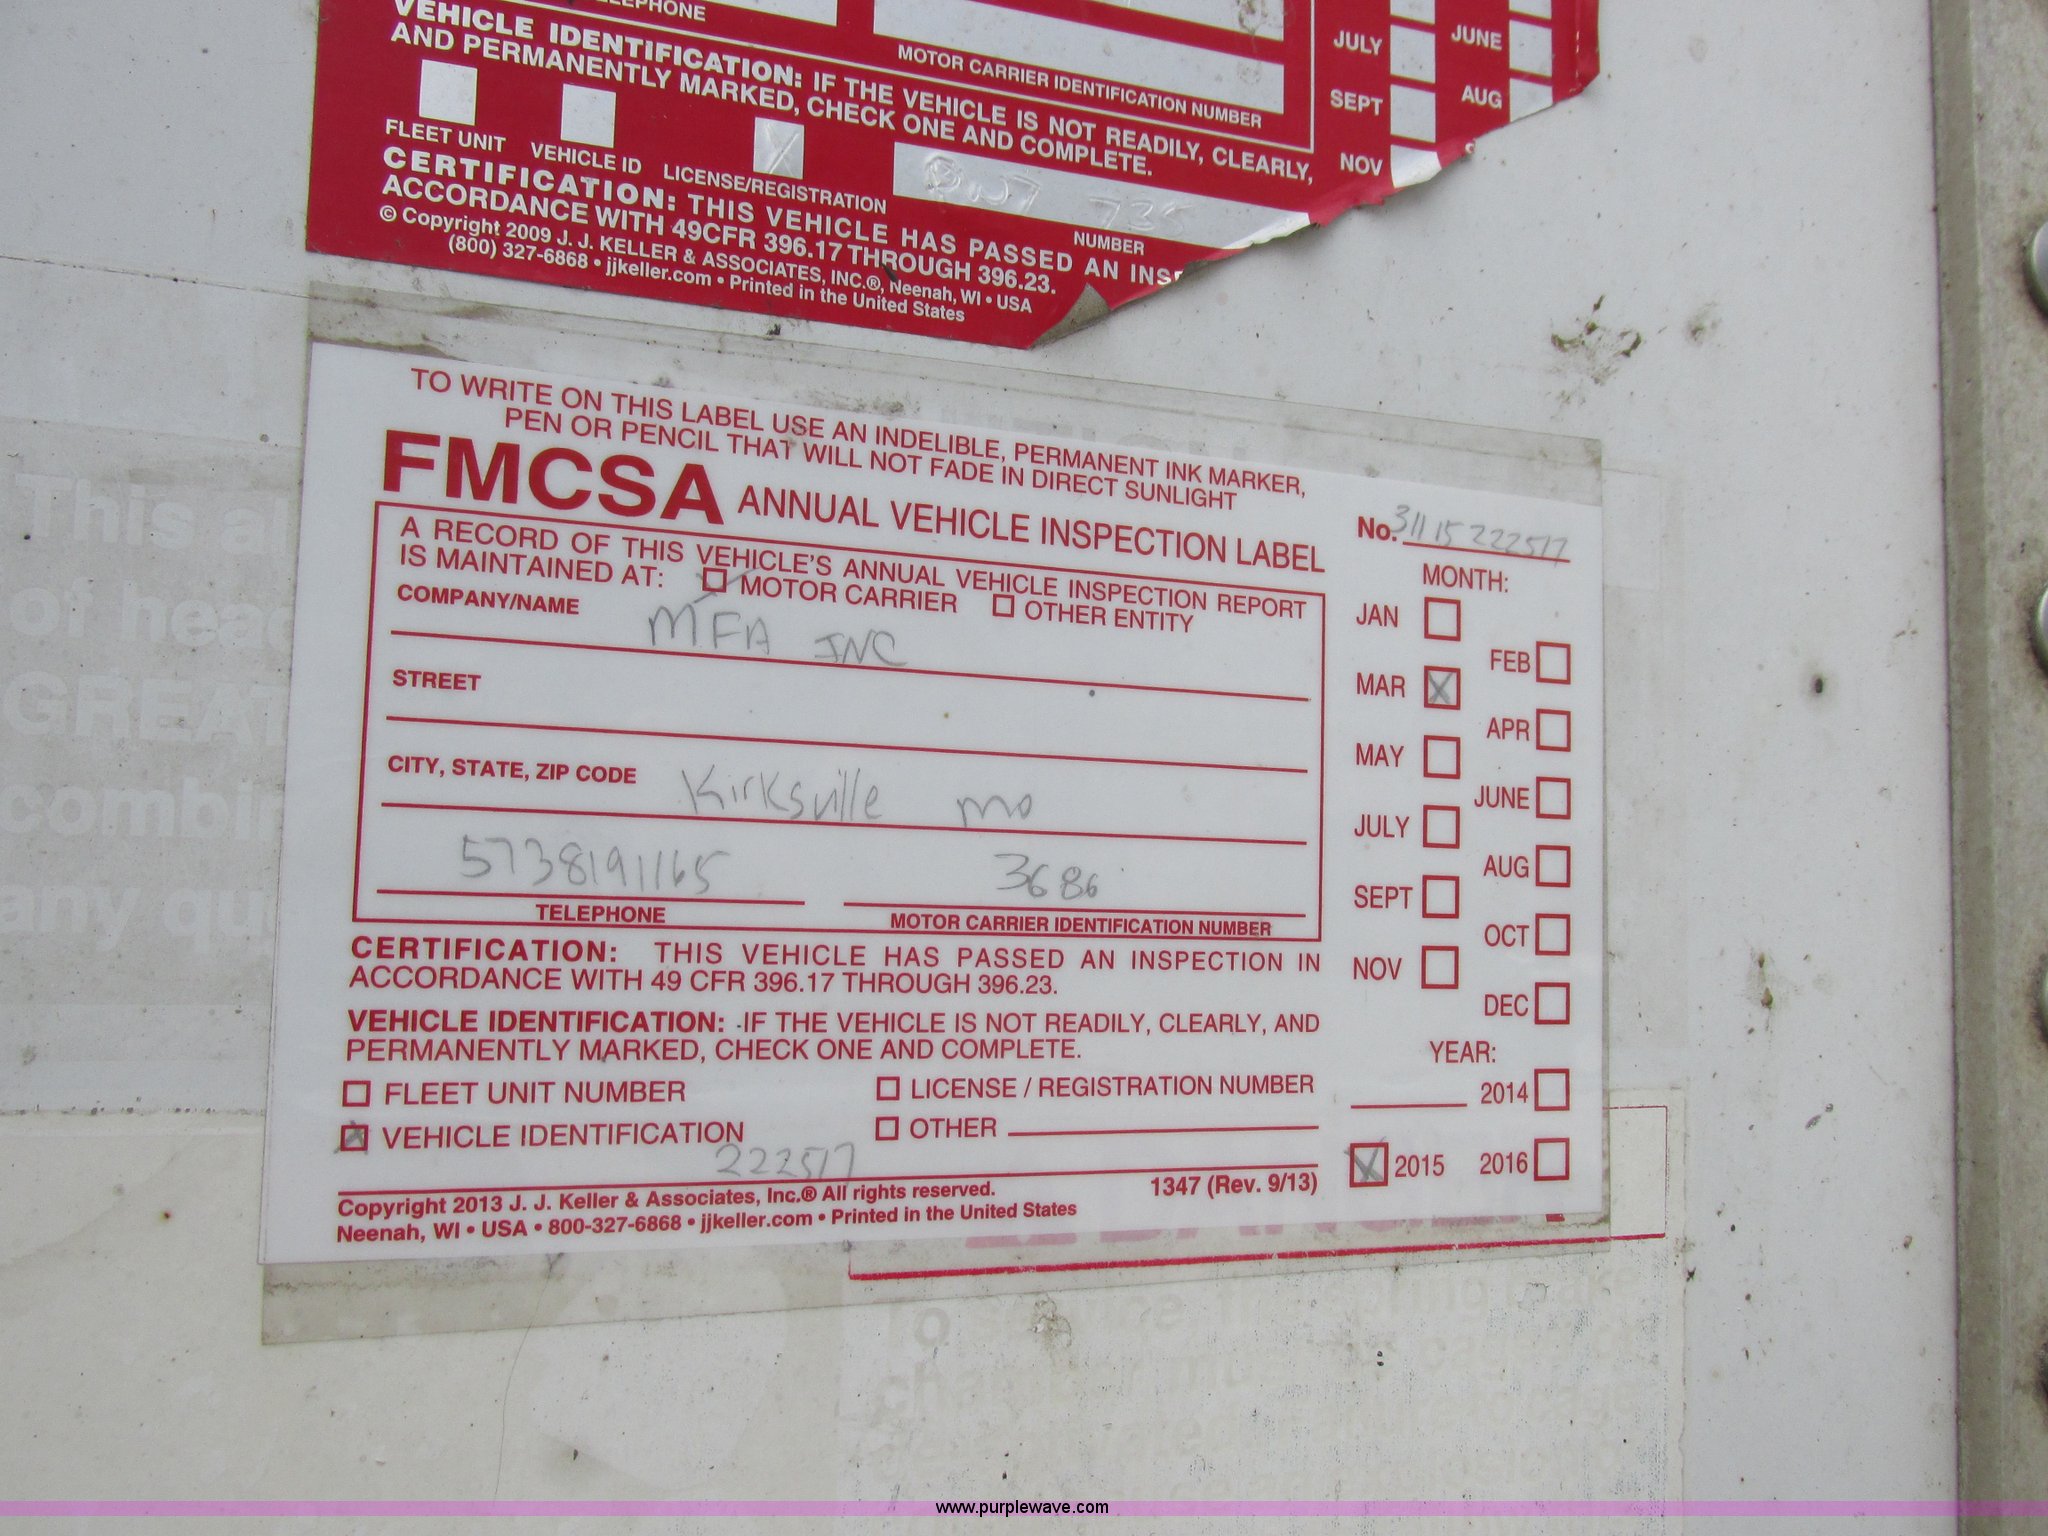 TELEPHONE
MOTOR CARRIER IDENTIFICATION NUMBER
JULY JUNE
SEPT AUG
NOV
VEHICLE IDENTIFICATION: IF THE VEHICLE IS NOT READILY, CLEARLY,
AND PERMANENTLY MARKED, CHECK ONE AND COMPLETE.
FLEET UNIT VEHICLE ID LICENSE/REGISTRATION
NUMBER
CERTIFICATION: THIS VEHICLE HAS PASSED AN INSP
ACCORDANCE WITH 49CFR 396.17 THROUGH 396.23.
© Copyright 2009 J. J. KELLER & ASSOCIATES, INC.®, Neenah, WI • USA
(800) 327-6868 • jjkeller.com • Printed in the United States
TO WRITE ON THIS LABEL USE AN INDELIBLE, PERMANENT INK MARKER,
PEN OR PENCIL THAT WILL NOT FADE IN DIRECT SUNLIGHT
FMCSA ANNUAL VEHICLE INSPECTION LABEL
No. 31115222517
A RECORD OF THIS VEHICLE'S ANNUAL VEHICLE INSPECTION REPORT
IS MAINTAINED AT: MOTOR CARRIER OTHER ENTITY
COMPANY/NAME MFA INC
STREET
CITY, STATE, ZIP CODE Kirksville mo
5738191165 3686
TELEPHONE MOTOR CARRIER IDENTIFICATION NUMBER
CERTIFICATION: THIS VEHICLE HAS PASSED AN INSPECTION IN
ACCORDANCE WITH 49 CFR 396.17 THROUGH 396.23.
VEHICLE IDENTIFICATION: IF THE VEHICLE IS NOT READILY, CLEARLY, AND
PERMANENTLY MARKED, CHECK ONE AND COMPLETE.
FLEET UNIT NUMBER LICENSE / REGISTRATION NUMBER
X VEHICLE IDENTIFICATION OTHER
222517
Copyright 2013 J. J. Keller & Associates, Inc.® All rights reserved.
Neenah, WI • USA • 800-327-6868 • jjkeller.com • Printed in the United States
1347 (Rev. 9/13)
MONTH:
JAN
FEB
MAR X
APR
MAY
JUNE
JULY
AUG
SEPT
OCT
NOV
DEC
YEAR:
2014
X 2015 2016
This al
of head
GREAT
combin
any qu
www.purplewave.com